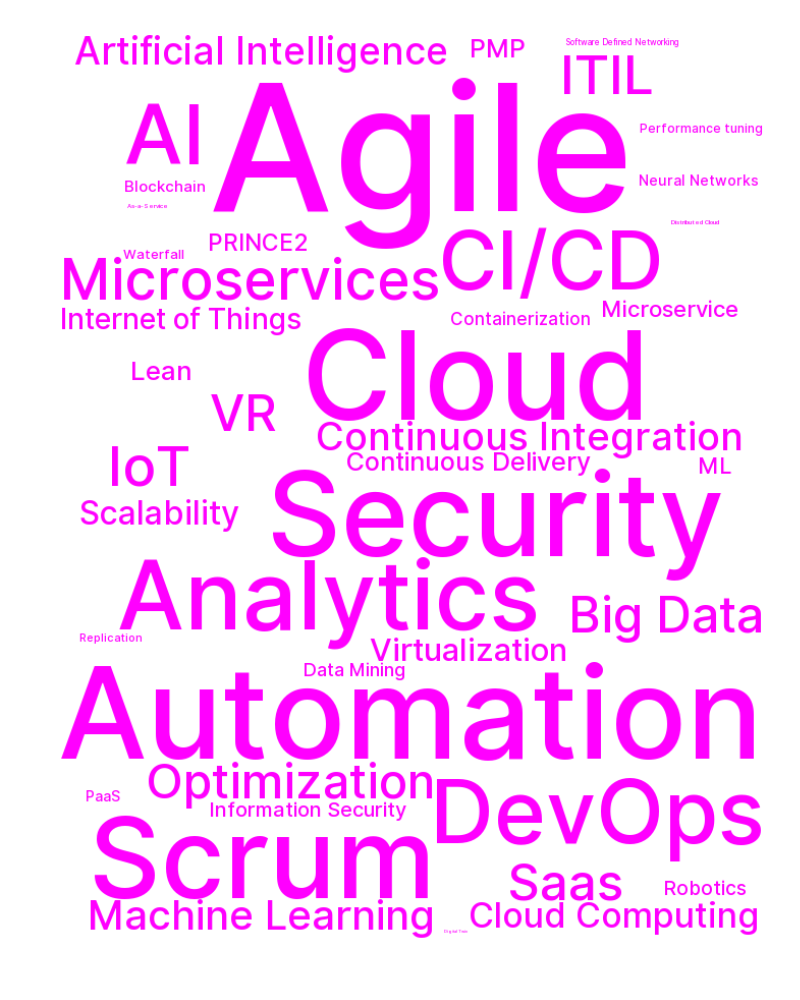 Software Defined Networking
Artificial Intelligence
PMP
ITIL
AI
Agile
Performance tuning
Blockchain
Neural Networks
As-a-Service
Distributed Cloud
PRINCE2
Waterfall
CI/CD
Microservices
Internet of Things
Containerization
Microservice
Lean
Cloud
VR
Continuous Integration
Continuous Delivery
ML
IoT
Scalability
Security
Analytics
Big Data
Replication
Virtualization
Data Mining
Automation
Optimization
PaaS
Information Security
DevOps
Scrum
Saas
Robotics
Machine Learning
Cloud Computing